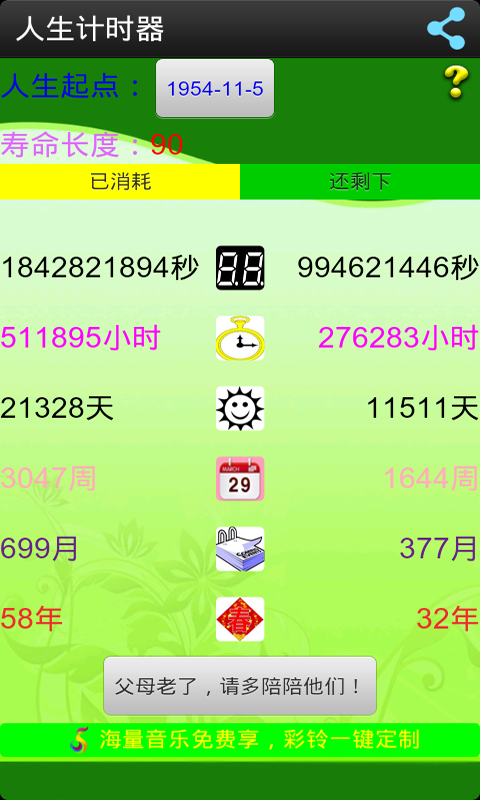 人生计时器
人生起点： 1954-11-5
寿命长度：90
已消耗 还剩下
1842821894秒 994621446秒
511895小时 276283小时
21328天 11511天
3047周 MARCH 29 1644周
699月 377月
58年 春 32年
父母老了，请多陪陪他们！
海量音乐免费享，彩铃一键定制